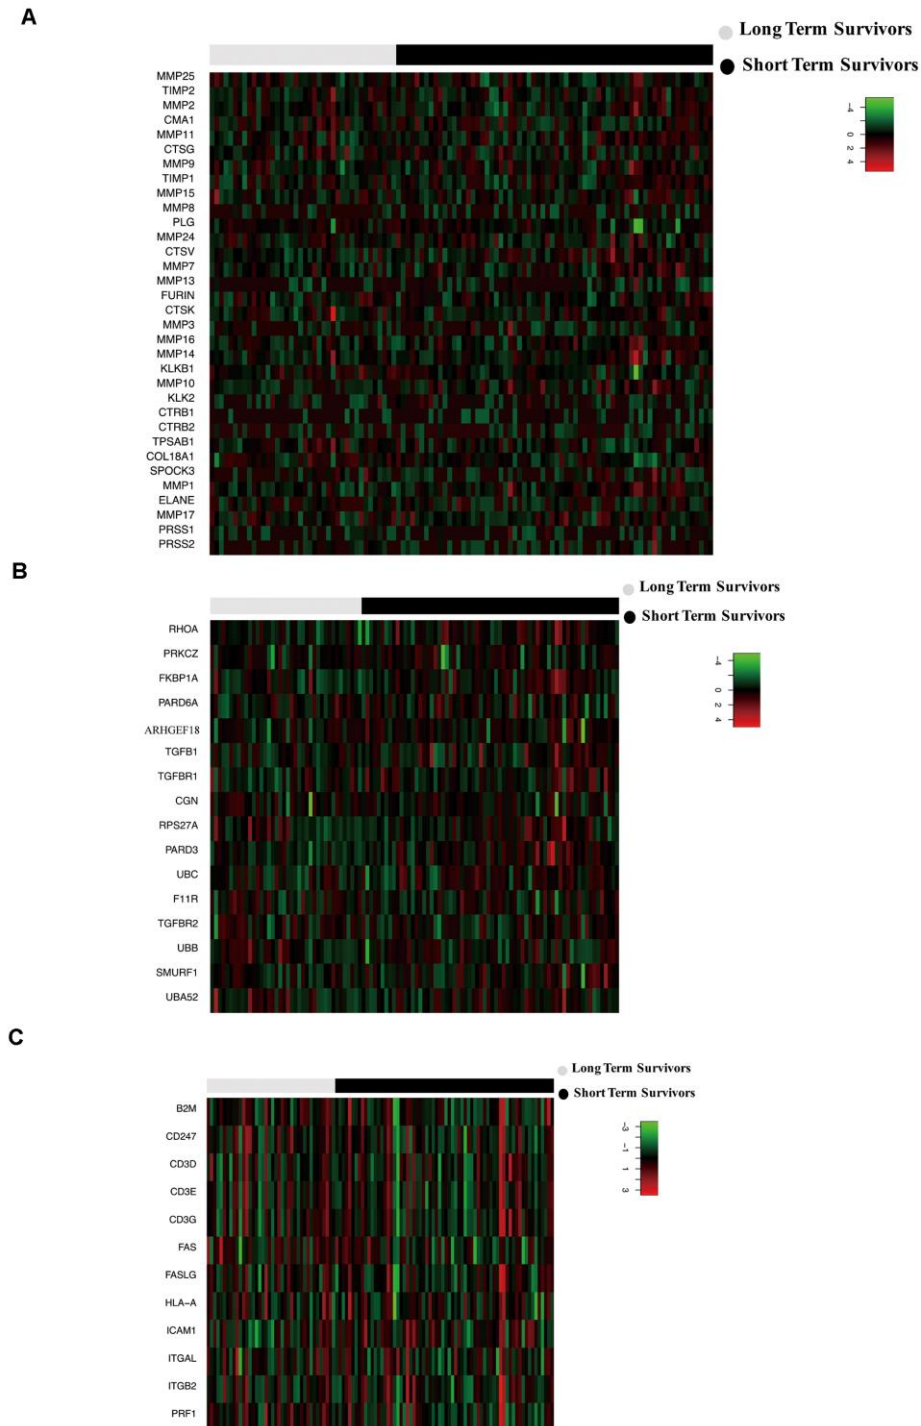 A
Long Term Survivors
Short Term Survivors
-4
0
2
4
MMP25
TIMP2
MMP2
CMA1
MMP11
CTSG
MMP9
TIMP1
MMP15
MMP8
PLG
MMP24
CTSV
MMP7
MMP13
FURIN
CTSK
MMP3
MMP16
MMP14
KLKB1
MMP10
KLK2
CTRB1
CTRB2
TPSAB1
COL18A1
SPOCK3
MMP1
ELANE
MMP17
PRSS1
PRSS2
B
Long Term Survivors
Short Term Survivors
-4
0
2
4
RHOA
PRKCZ
FKBP1A
PARD6A
ARHGEF18
TGFB1
TGFBR1
CGN
RPS27A
PARD3
UBC
F11R
TGFBR2
UBB
SMURF1
UBA52
C
Long Term Survivors
Short Term Survivors
-3
-1
1
3
B2M
CD247
CD3D
CD3E
CD3G
FAS
FASLG
HLA-A
ICAM1
ITGAL
ITGB2
PRF1